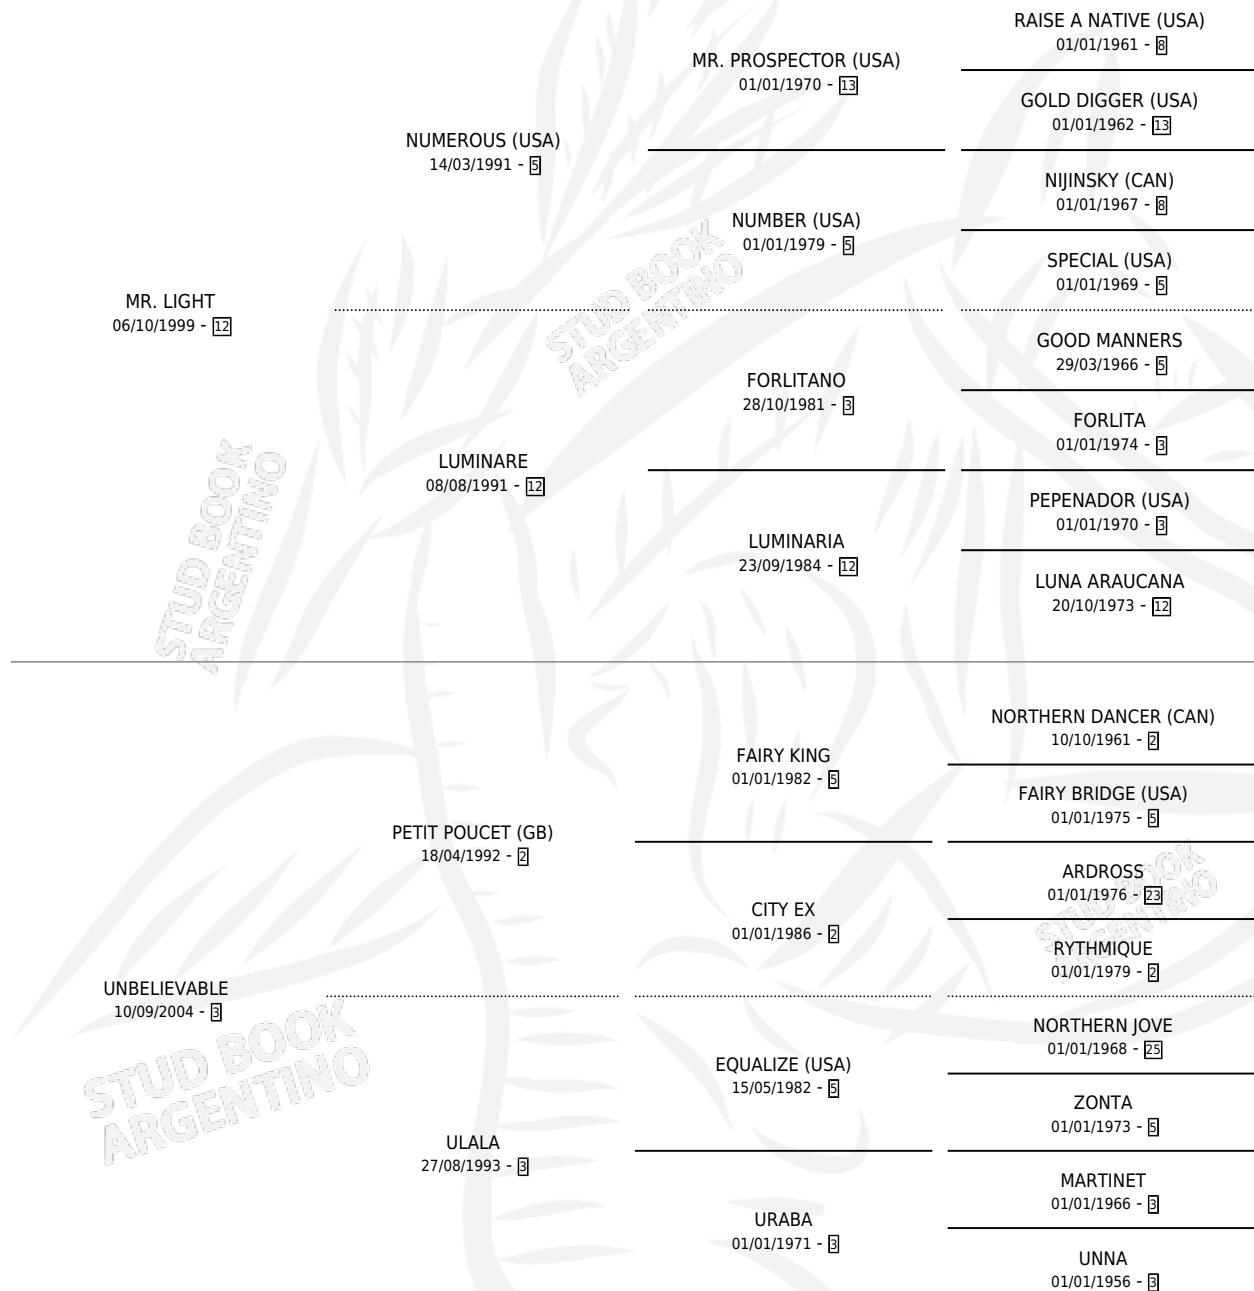 RAISE A NATIVE (USA)
01/01/1961 - 8
MR. PROSPECTOR (USA)
01/01/1970 - 13
GOLD DIGGER (USA)
01/01/1962 - 13
NUMEROUS (USA)
14/03/1991 - 5
NIJINSKY (CAN)
01/01/1967 - 8
NUMBER (USA)
01/01/1979 - 5
SPECIAL (USA)
01/01/1969 - 5
MR. LIGHT
06/10/1999 - 12
STUD BOOK
ARGENTINO
GOOD MANNERS
29/03/1966 - 5
FORLITANO
28/10/1981 - 3
FORLITA
01/01/1974 - 3
LUMINARE
08/08/1991 - 12
PEPENADOR (USA)
01/01/1970 - 3
LUMINARIA
23/09/1984 - 12
LUNA ARAUCANA
20/10/1973 - 12
STUD BOOK
ARGENTINO
NORTHERN DANCER (CAN)
10/10/1961 - 2
FAIRY KING
01/01/1982 - 5
FAIRY BRIDGE (USA)
01/01/1975 - 5
PETIT POUCET (GB)
18/04/1992 - 2
ARDROSS
01/01/1976 - 23
CITY EX
01/01/1986 - 2
STUD BOOK
ARGENTINO
RYTHMIQUE
01/01/1979 - 2
UNBELIEVABLE
10/09/2004 - 3
STUD BOOK
ARGENTINO
NORTHERN JOVE
01/01/1968 - 25
EQUALIZE (USA)
15/05/1982 - 5
ZONTA
01/01/1973 - 5
ULALA
27/08/1993 - 3
MARTINET
01/01/1966 - 3
URABA
01/01/1971 - 3
UNNA
01/01/1956 - 3